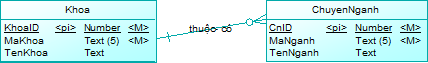 Khoa
KhoaID <pi> Number <M>
MaKhoa Text (5) <M>
TenKhoa Text
thuộc có
ChuyenNganh
CnID <pi> Number <M>
MaNganh Text (5) <M>
TenNganh Text